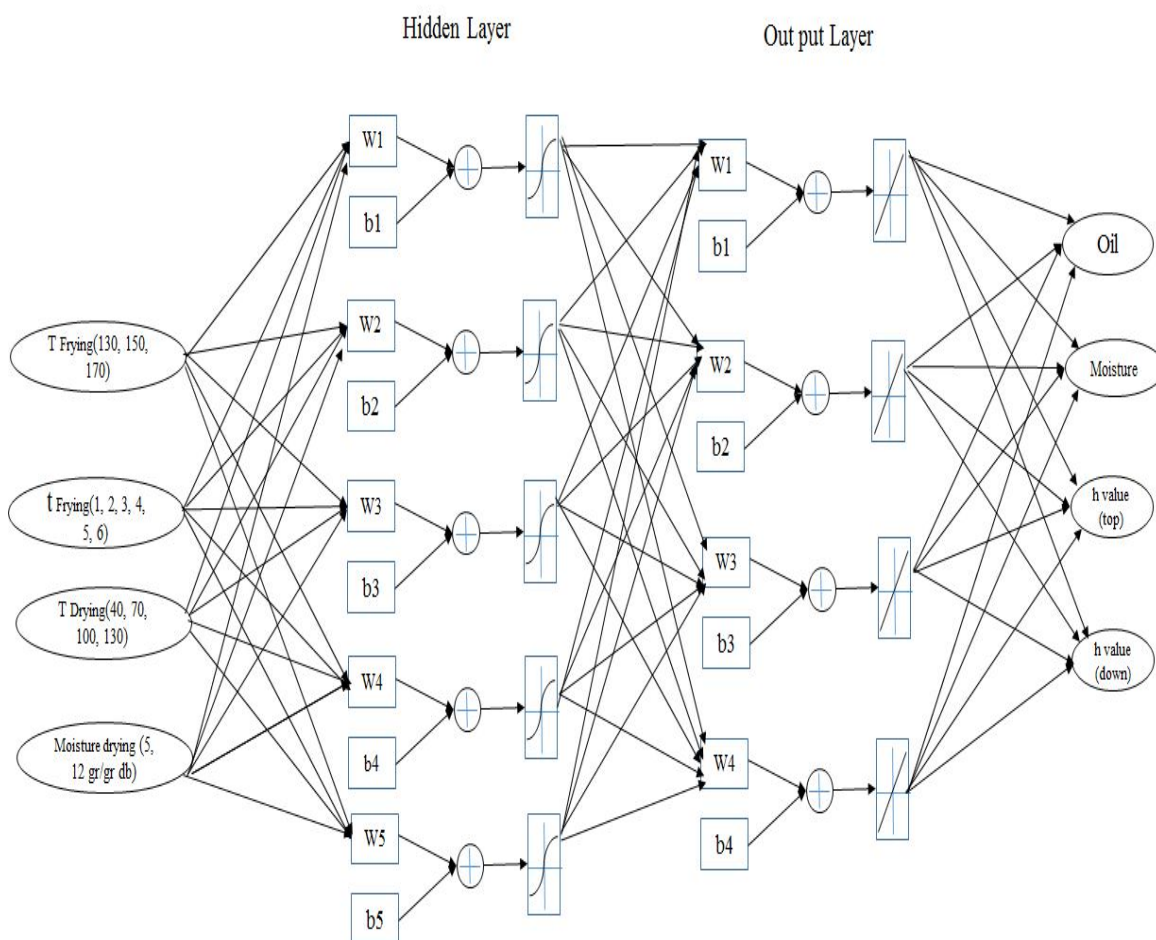 Hidden Layer
Out put Layer
T Frying(130, 150,
170)
t Frying(1, 2, 3, 4,
5, 6)
T Drying(40, 70,
100, 130)
Moisture drying (5,
12 gr/gr db)
W1
b1
W2
b2
W3
b3
W4
b4
W5
b5
W1
b1
W2
b2
W3
b3
W4
b4
Oil
Moisture
h value
(top)
h value
(down)